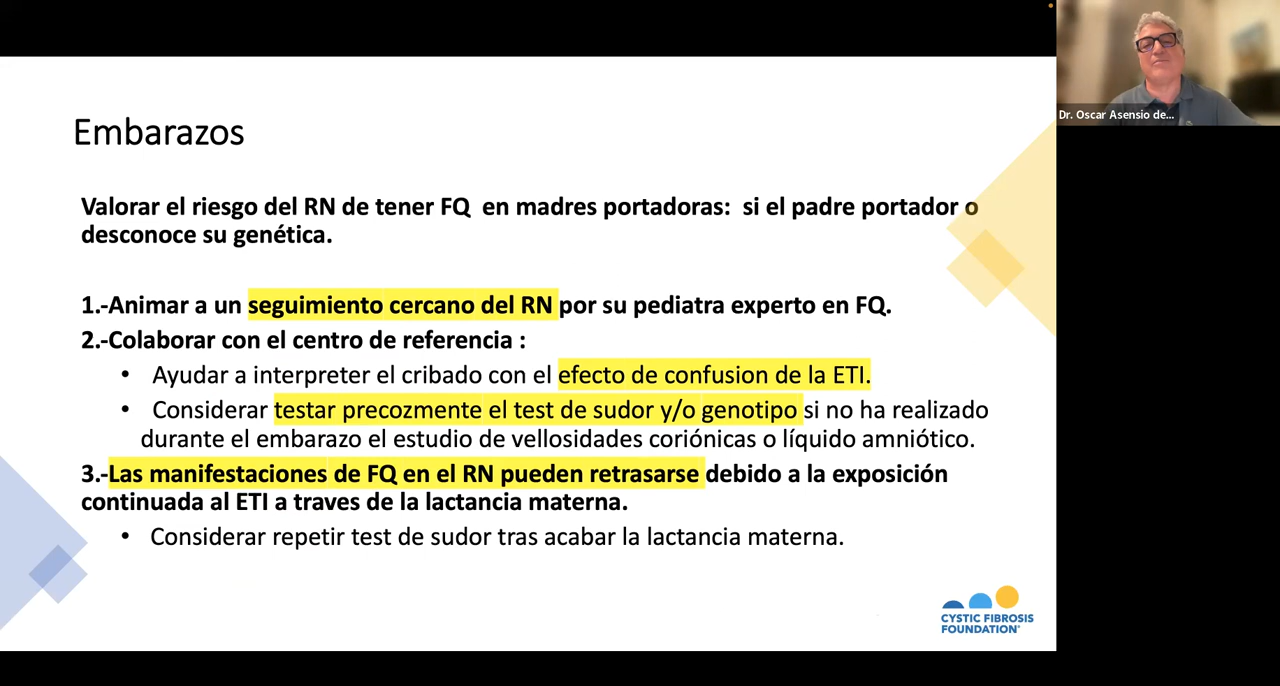 Embarazos
Valorar el riesgo del RN de tener FQ en madres portadoras: si el padre portador o
desconoce su genética.
1.-Animar a un seguimiento cercano del RN por su pediatra experto en FQ.
2.-Colaborar con el centro de referencia :
• Ayudar a interpreter el cribado con el efecto de confusion de la ETI.
• Considerar testar precozmente el test de sudor y/o genotipo si no ha realizado
durante el embarazo el estudio de vellosidades coriónicas o líquido amniótico.
3.-Las manifestaciones de FQ en el RN pueden retrasarse debido a la exposición
continuada al ETI a traves de la lactancia materna.
• Considerar repetir test de sudor tras acabar la lactancia materna.
CYSTIC FIBROSIS
FOUNDATION®
Dr. Oscar Asensio de...